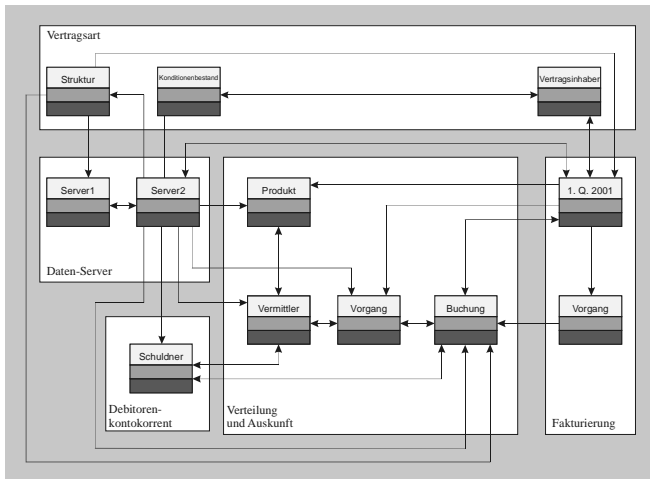 Vertragsart
Struktur
Konditionenbestand
Vertragsinhaber
Server1
Server2
Produkt
1. Q. 2001
Daten-Server
Vermittler
Vorgang
Buchung
Vorgang
Schuldner
Debitoren-
kontokorrent
Verteilung
und Auskunft
Fakturierung